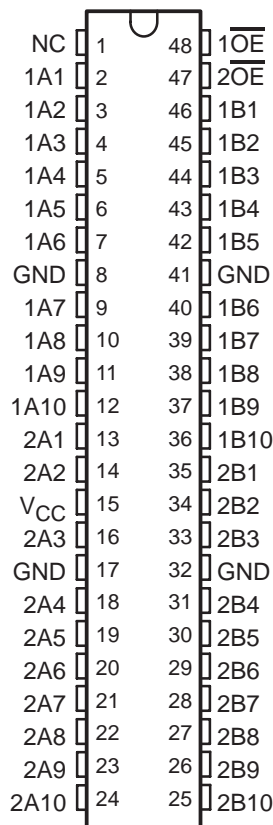 NC 1 48 1O̅E̅
1A1 2 47 2O̅E̅
1A2 3 46 1B1
1A3 4 45 1B2
1A4 5 44 1B3
1A5 6 43 1B4
1A6 7 42 1B5
GND 8 41 GND
1A7 9 40 1B6
1A8 10 39 1B7
1A9 11 38 1B8
1A10 12 37 1B9
2A1 13 36 1B10
2A2 14 35 2B1
VCC 15 34 2B2
2A3 16 33 2B3
GND 17 32 GND
2A4 18 31 2B4
2A5 19 30 2B5
2A6 20 29 2B6
2A7 21 28 2B7
2A8 22 27 2B8
2A9 23 26 2B9
2A10 24 25 2B10